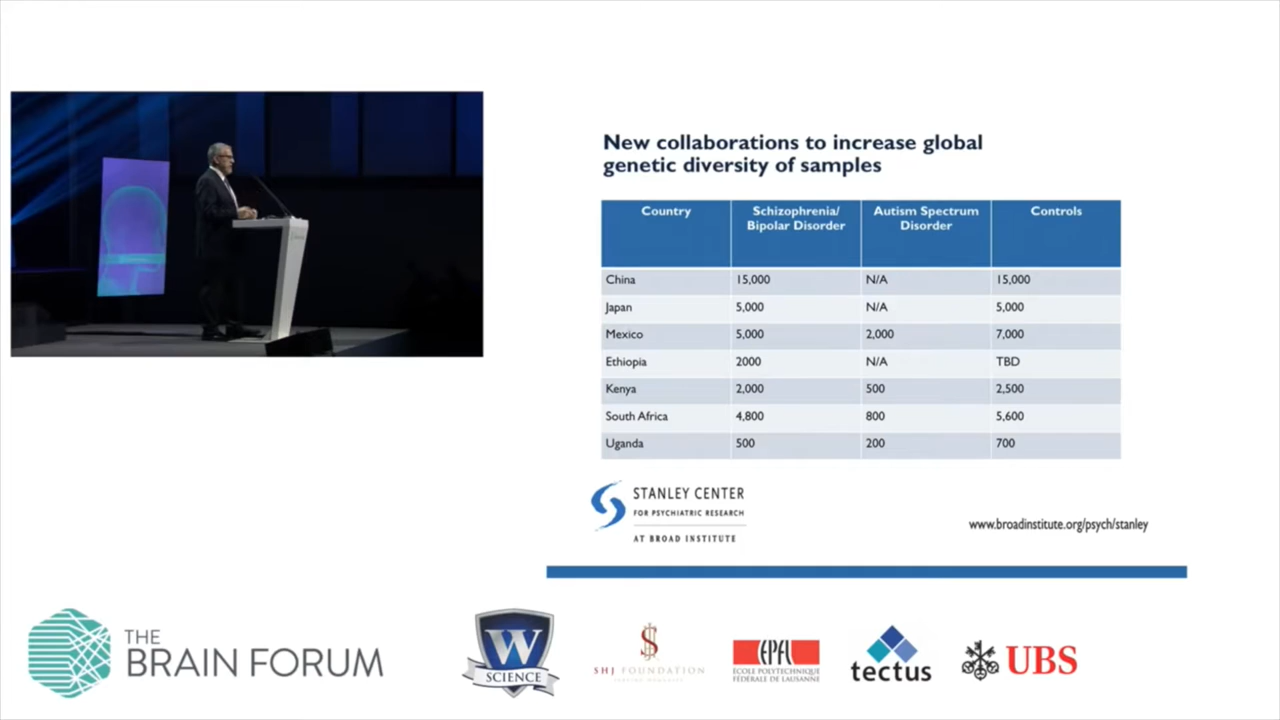 New collaborations to increase global
genetic diversity of samples
Country Schizophrenia/ Bipolar Disorder Autism Spectrum Disorder Controls
China 15,000 N/A 15,000
Japan 5,000 N/A 5,000
Mexico 5,000 2,000 7,000
Ethiopia 2000 N/A TBD
Kenya 2,000 500 2,500
South Africa 4,800 800 5,600
Uganda 500 200 700
STANLEY CENTER
FOR PSYCHIATRIC RESEARCH
AT BROAD INSTITUTE
www.broadinstitute.org/psych/stanley
THE
BRAIN FORUM
W
SCIENCE
SHJ FOUNDATION
EPFL
ECOLE POLYTECHNIQUE
FÉDÉRALE DE LAUSANNE
tectus
UBS